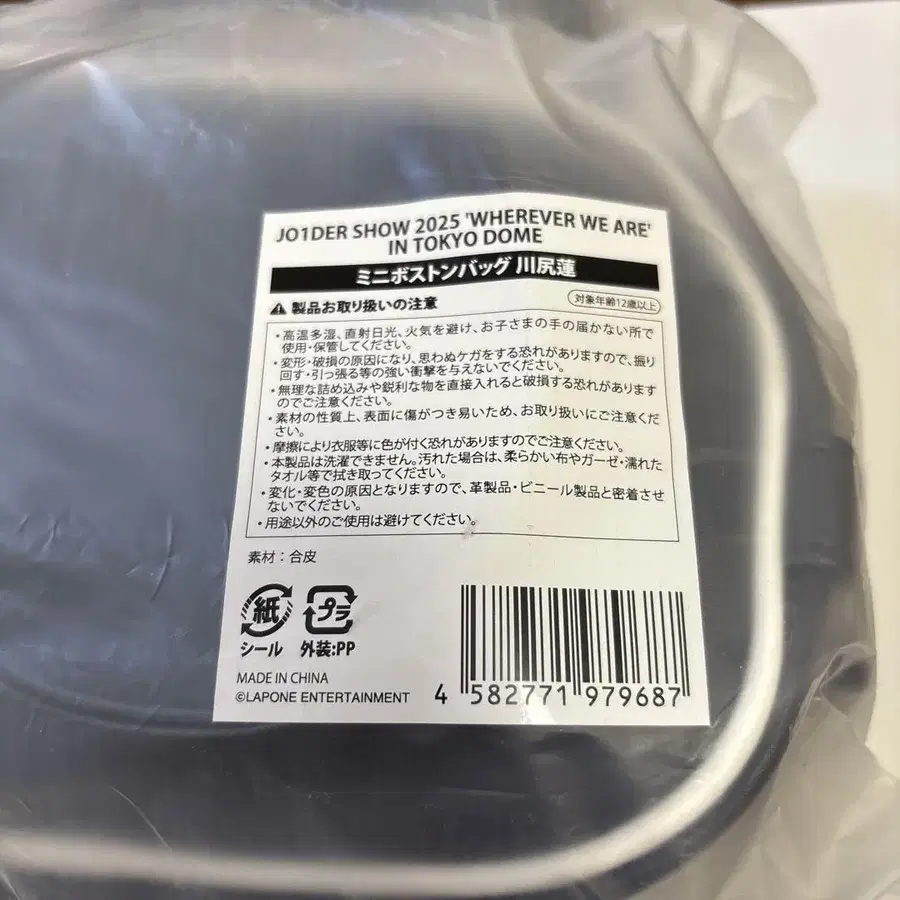 JO1DER SHOW 2025 'WHEREVER WE ARE'
IN TOKYO DOME
ミニボストンバッグ 川尻蓮
製品お取り扱いの注意
対象年齢12歳以上
・高温多湿、直射日光、火気を避け、お子さまの手の届かない所で
使用・保管してください。
・変形・破損の原因になり、思わぬケガをする恐れがありますので、振り
回す・引っ張る等の強い衝撃を与えないでください。
・無理な詰め込みや鋭利な物を直接入れると破損する恐れがあります
のでご注意ください。
・素材の性質上、表面に傷がつき易いため、お取り扱いにご注意くだ
さい。
・摩擦により衣服等に色が付く恐れがありますのでご注意ください。
・本製品は洗濯できません。汚れた場合は、柔らかい布やガーゼ・濡れた
タオル等で拭き取ってください。
・変化・変色の原因となりますので、革製品・ビニール製品と密着させ
ないでください。
・用途以外のご使用は避けてください。
素材：合皮
紙 プラ
シール 外装:PP
MADE IN CHINA
©LAPONE ENTERTAINMENT
4 582771 979687